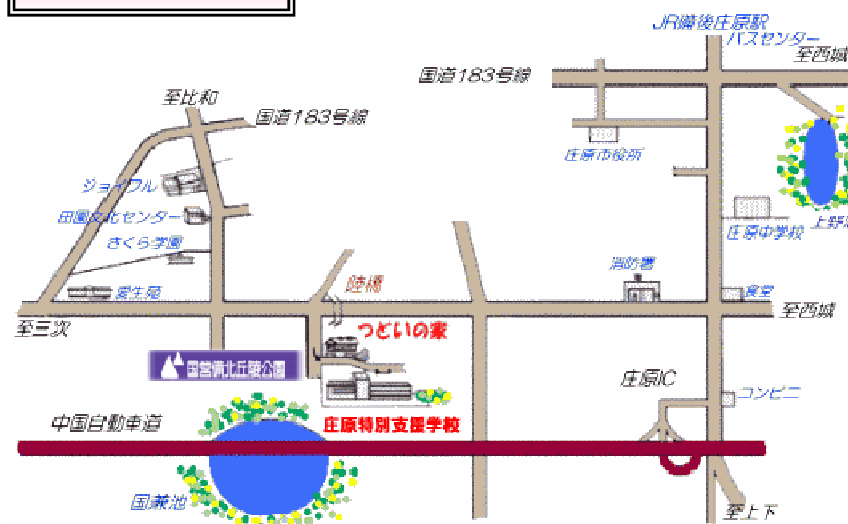 JR備後庄原駅
バスセンター
至西城
国道183号線
至比和
国道183号線
庄原市役所
ジョイフル
田園文化センター
庄原中学校
上野
さくら学園
消防署
愛生苑
陸橋
食堂
至三次
つどいの家
至西城
国営備北丘陵公園
庄原IC
コンビニ
中国自動車道
庄原特別支援学校
国兼池
至上下